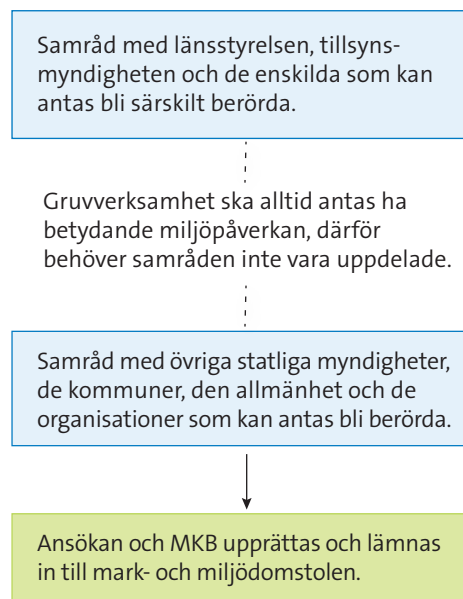 Samråd med länsstyrelsen, tillsyns-
myndigheten och de enskilda som kan
antas bli särskilt berörda.
Gruvverksamhet ska alltid antas ha
betydande miljöpåverkan, därför
behöver samråden inte vara uppdelade.
Samråd med övriga statliga myndigheter,
de kommuner, den allmänhet och de
organisationer som kan antas bli berörda.
Ansökan och MKB upprättas och lämnas
in till mark- och miljödomstolen.